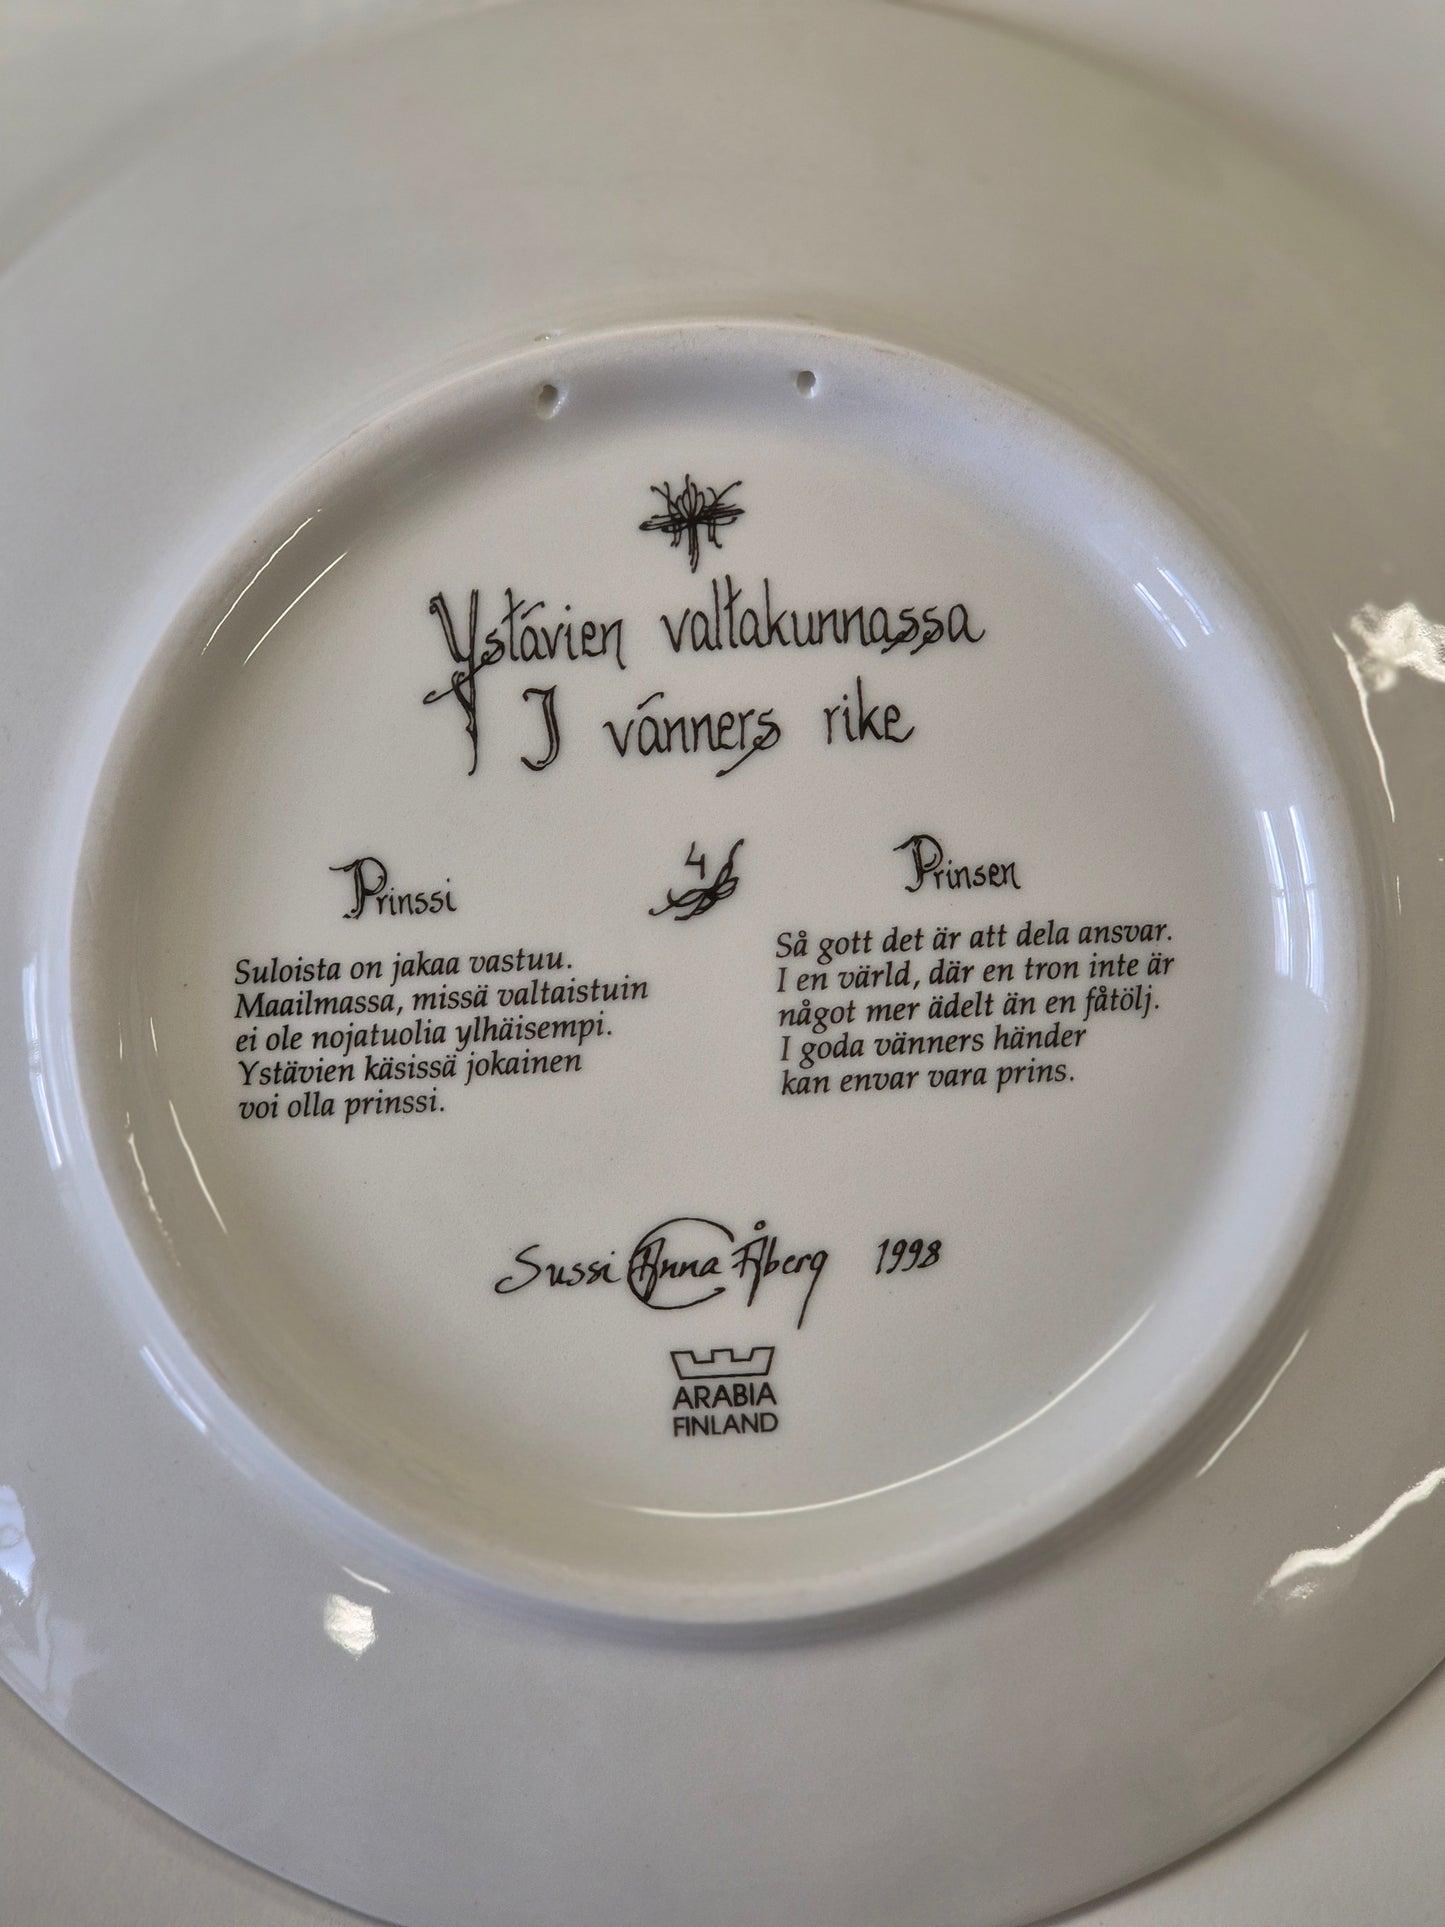 Ystävien valtakunnassa
I vänners rike
Prinssi
Suloista on jakaa vastuu.
Maailmassa, missä valtaistuin
ei ole nojatuolia ylhäisempi.
Ystävien käsissä jokainen
voi olla prinssi.
4
Prinsen
Så gott det är att dela ansvar.
I en värld, där en tron inte är
något mer ädelt än en fåtölj.
I goda vänners händer
kan envar vara prins.
Sussi Anna Åberg 1998
ARABIA
FINLAND